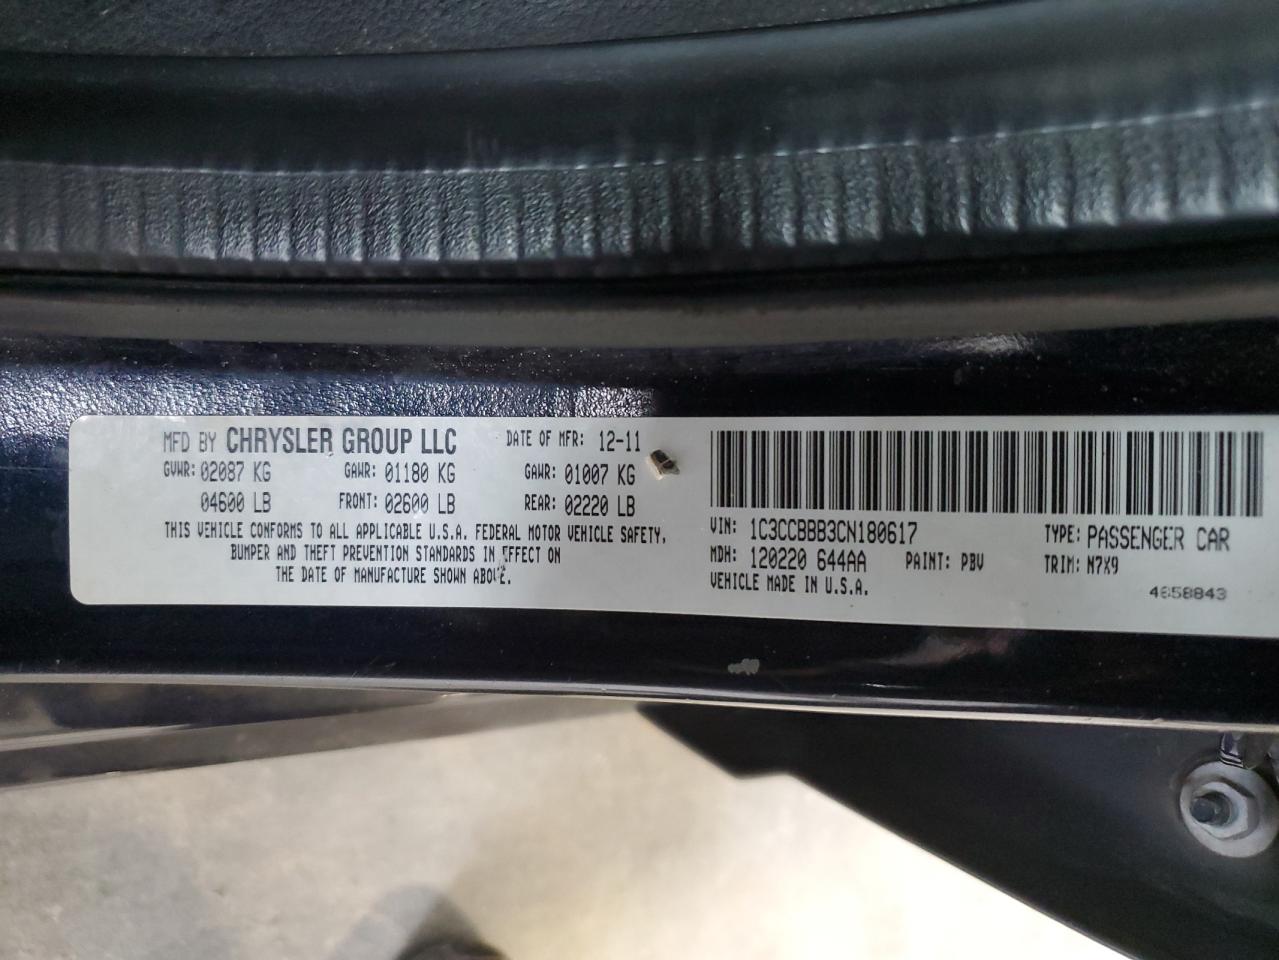 MFD BY CHRYSLER GROUP LLC DATE OF MFR: 12-11
GVWR: 02087 KG GAWR: 01180 KG GAWR: 01007 KG
04600 LB FRONT: 02600 LB REAR: 02220 LB
THIS VEHICLE CONFORMS TO ALL APPLICABLE U.S.A. FEDERAL MOTOR VEHICLE SAFETY,
BUMPER AND THEFT PREVENTION STANDARDS IN EFFECT ON
THE DATE OF MANUFACTURE SHOWN ABOVE.
VIN: 1C3CCBBB3CN180617 TYPE: PASSENGER CAR
MDH: 120220 644AA PAINT: PBV TRIM: N7X9
VEHICLE MADE IN U.S.A. 4658843